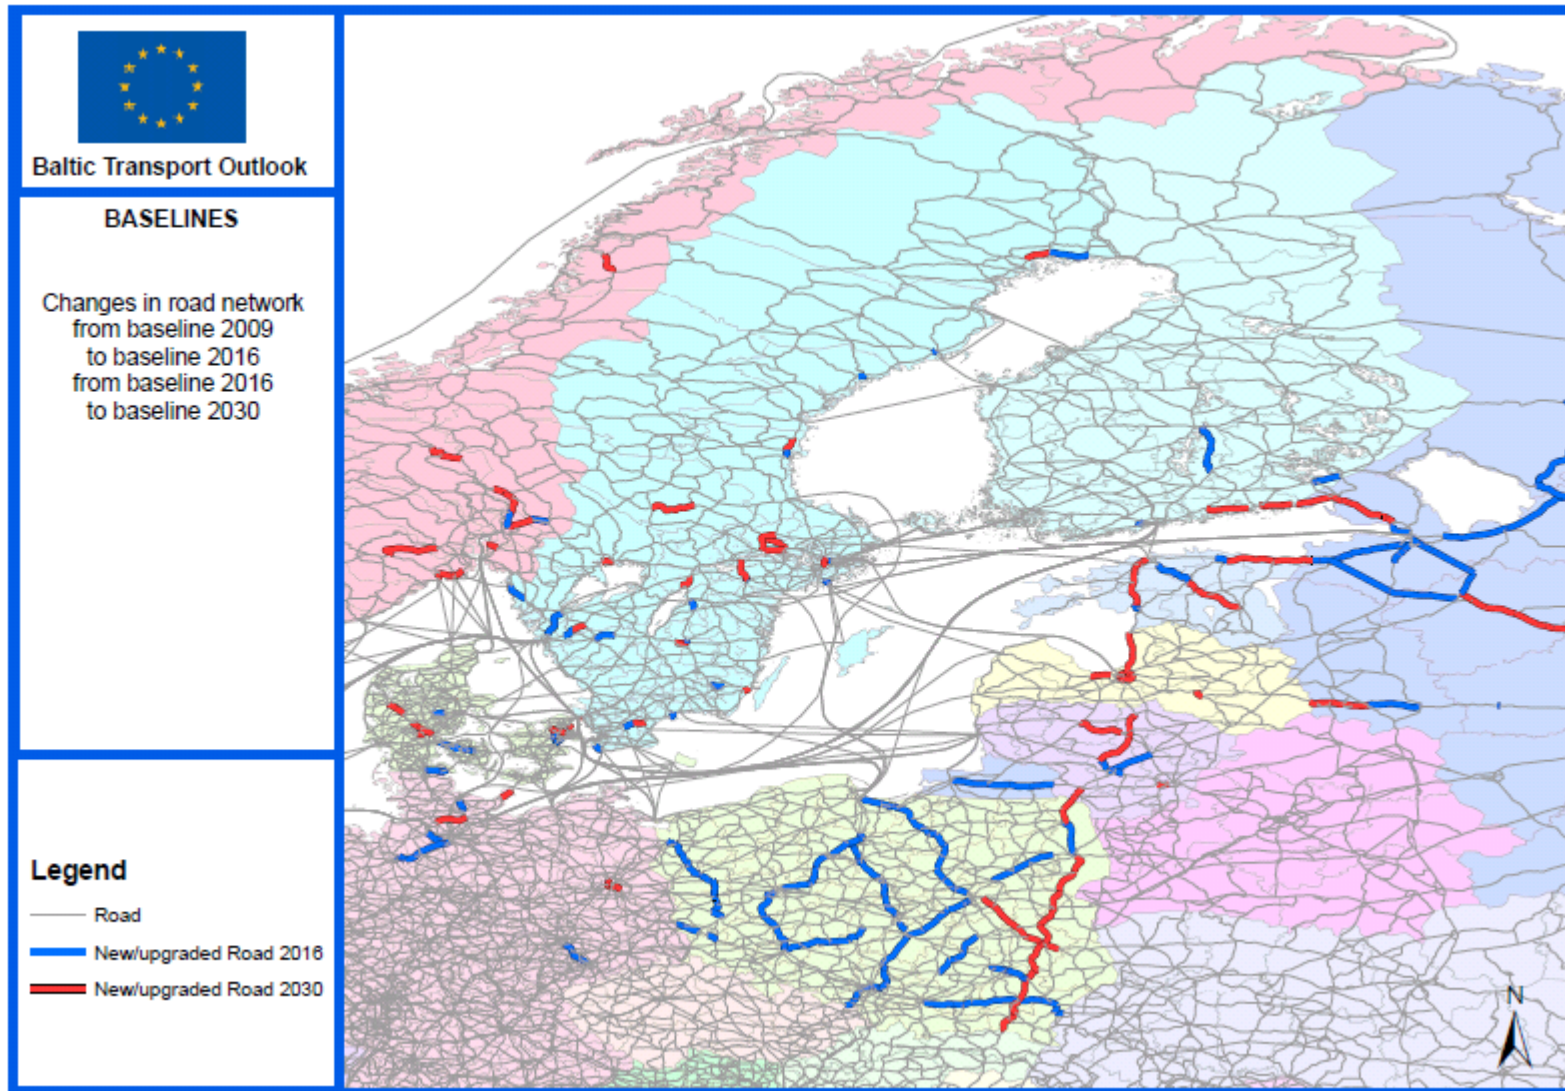 Baltic Transport Outlook
BASELINES
Changes in road network
from baseline 2009
to baseline 2016
from baseline 2016
to baseline 2030
Legend
Road
New/upgraded Road 2016
New/upgraded Road 2030
N